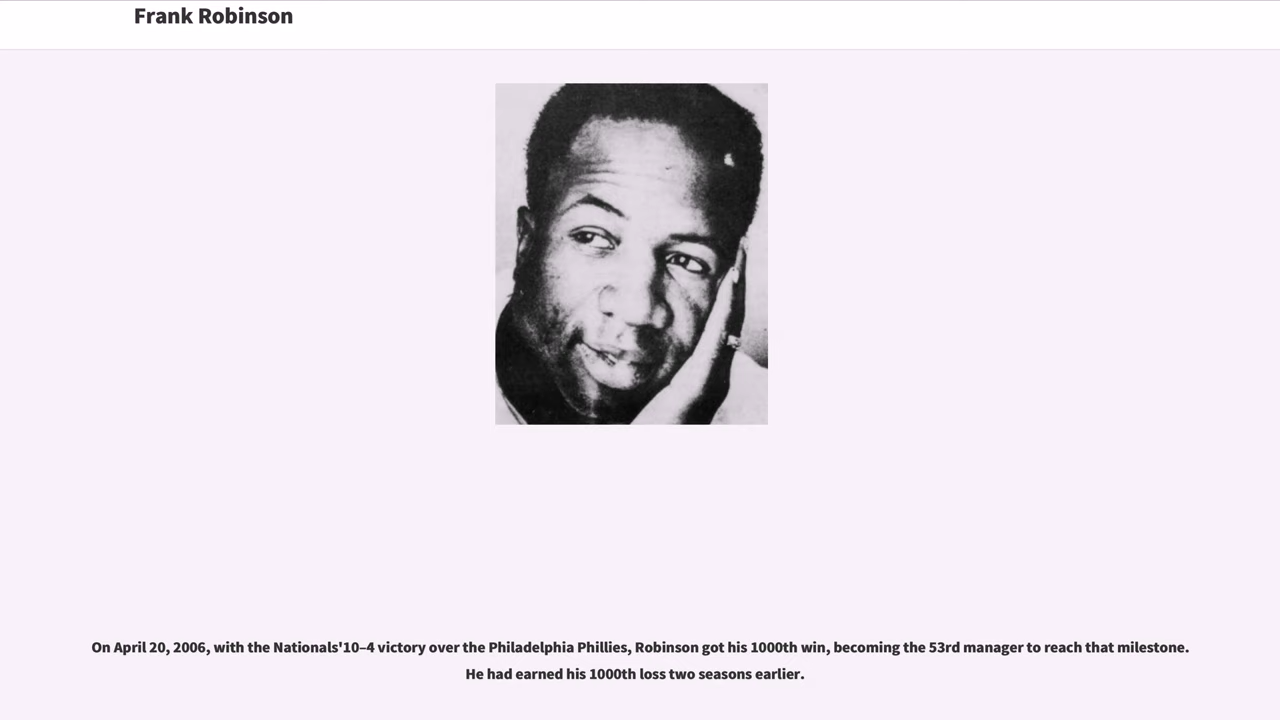 Frank Robinson
On April 20, 2006, with the Nationals'10–4 victory over the Philadelphia Phillies, Robinson got his 1000th win, becoming the 53rd manager to reach that milestone.
He had earned his 1000th loss two seasons earlier.